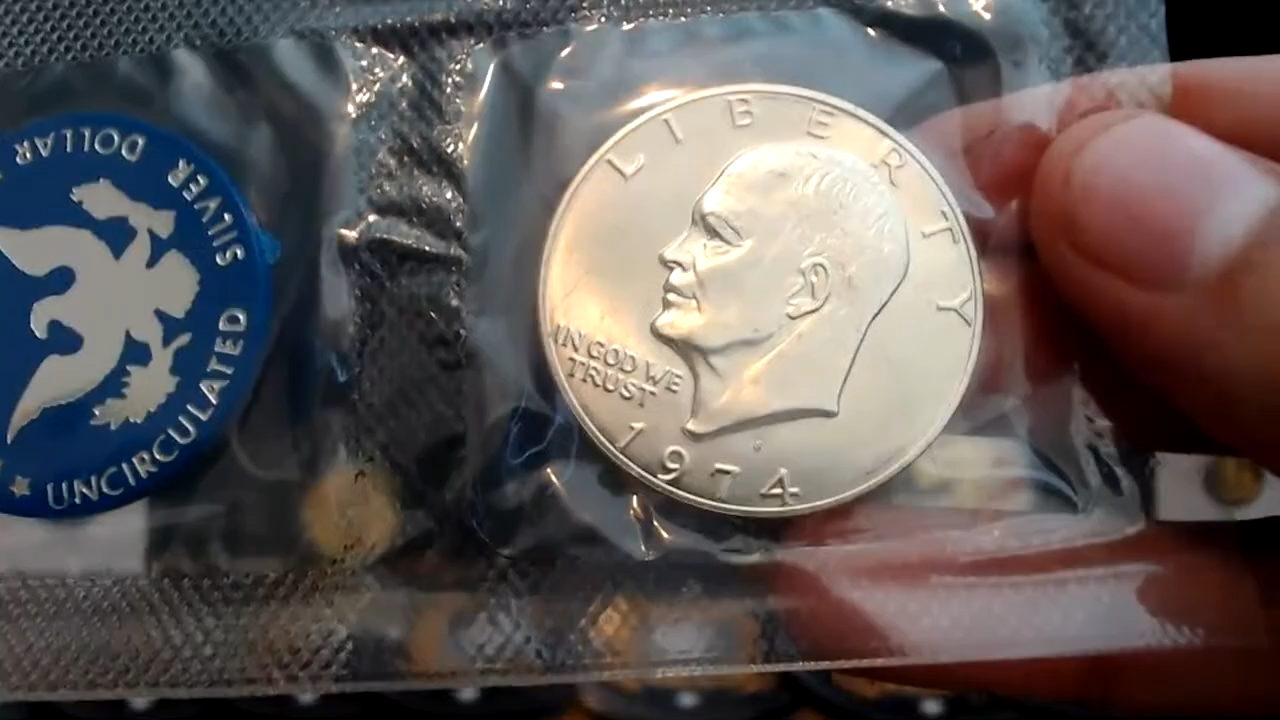 DOLLAR
SILVER
UNCIRCULATED
LIBERTY
IN GOD WE
TRUST
1974